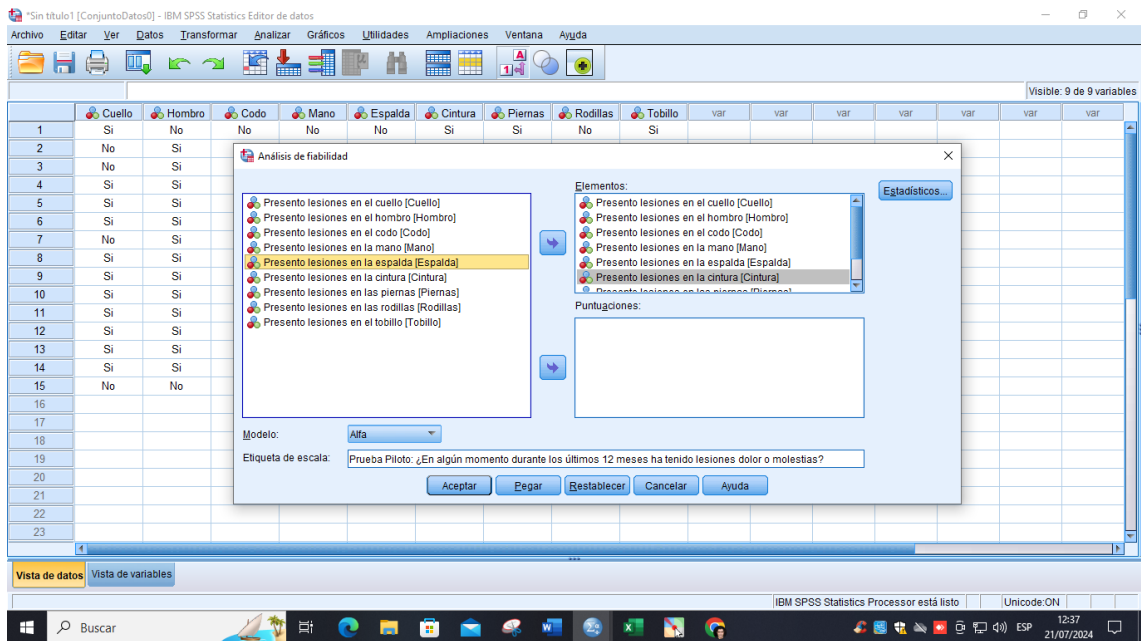 *Sin título1 [ConjuntoDatos0] - IBM SPSS Statistics Editor de datos
Archivo Editar Ver Datos Transformar Analizar Gráficos Utilidades Ampliaciones Ventana Ayuda
Visible: 9 de 9 variables
Cuello Hombro Codo Mano Espalda Cintura Piernas Rodillas Tobillo var var var var var var var
1 Si No No No No Si Si No Si
2 No Si
3 No Si
4 Si Si
5 Si Si
6 Si Si
7 No Si
8 Si Si
9 Si Si
10 Si Si
11 Si Si
12 Si Si
13 Si Si
14 Si Si
15 No No
16
17
18
19
20
21
22
23
Análisis de fiabilidad
Presento lesiones en el cuello [Cuello]
Presento lesiones en el hombro [Hombro]
Presento lesiones en el codo [Codo]
Presento lesiones en la mano [Mano]
Presento lesiones en la espalda [Espalda]
Presento lesiones en la cintura [Cintura]
Presento lesiones en las piernas [Piernas]
Presento lesiones en las rodillas [Rodillas]
Presento lesiones en el tobillo [Tobillo]
Elementos:
Presento lesiones en el cuello [Cuello]
Presento lesiones en el hombro [Hombro]
Presento lesiones en el codo [Codo]
Presento lesiones en la mano [Mano]
Presento lesiones en la espalda [Espalda]
Presento lesiones en la cintura [Cintura]
Presento lesiones en las piernas [Piernas]
Estadísticos...
Puntuaciones:
Modelo: Alfa
Etiqueta de escala: Prueba Piloto: ¿En algún momento durante los últimos 12 meses ha tenido lesiones dolor o molestias?
Aceptar Pegar Restablecer Cancelar Ayuda
Vista de datos Vista de variables
IBM SPSS Statistics Processor está listo Unicode:ON
Buscar
ESP
12:37
21/07/2024